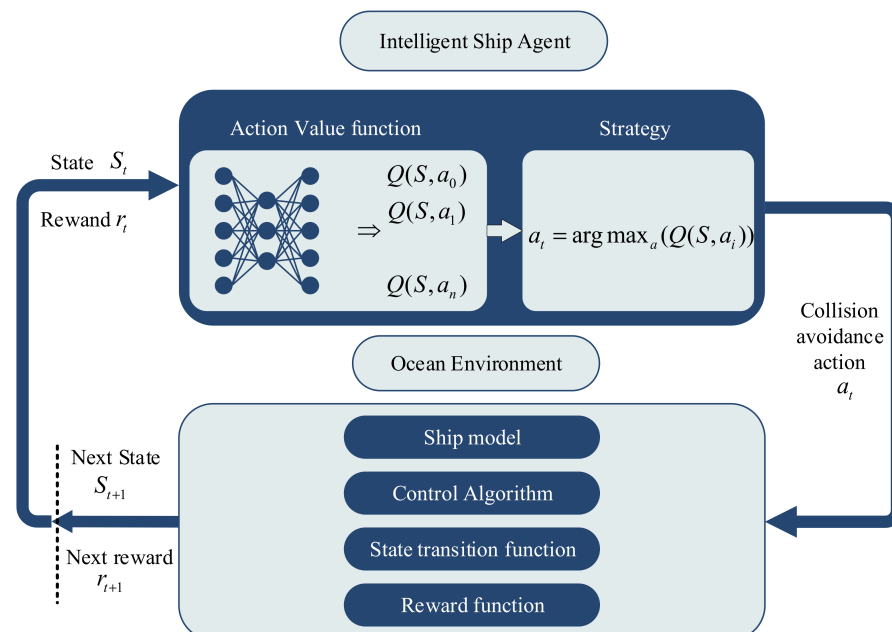 Intelligent Ship Agent
Action Value function
Strategy
State S_t
Rewand r_t
Q(S,a_0)
⇒ Q(S,a_1)
Q(S,a_n)
a_t = arg max_a (Q(S,a_i))
Collision
avoidance
action
a_t
Ocean Environment
Ship model
Control Algorithm
State transition function
Reward function
Next State
S_{t+1}
Next reward
r_{t+1}